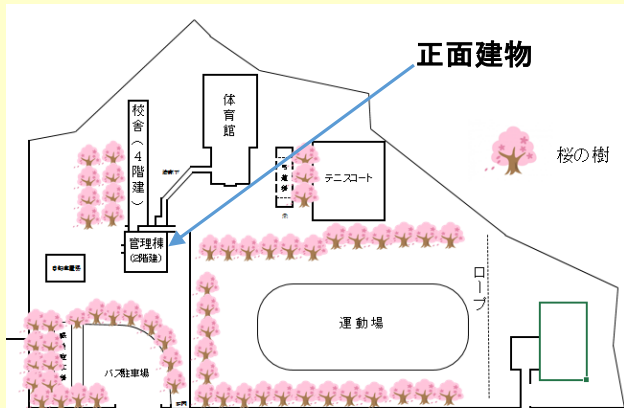 正面建物
体育館
校舎（４階建）
桜の樹
テニスコート
管理棟
(2階建)
ロープ
運動場
バス駐車場